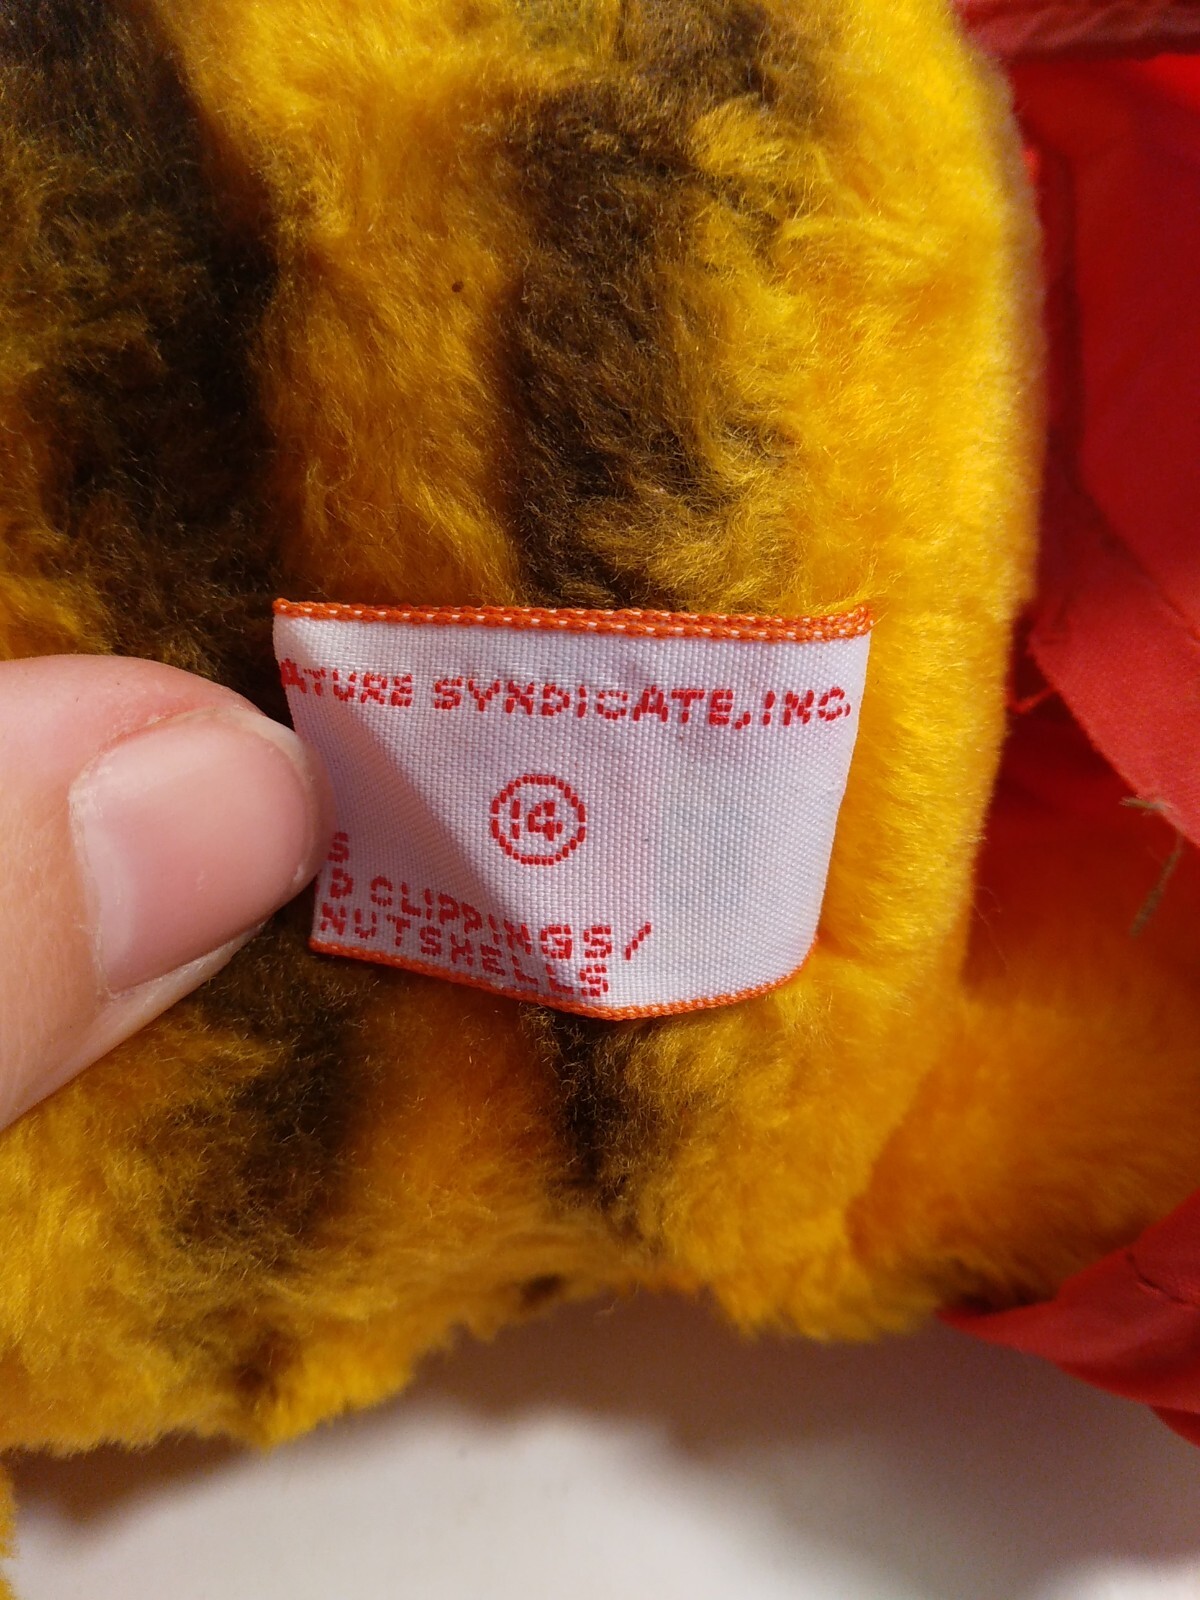 ATURE SYNDICATE, INC.
14
S
D CLIPPINGS/
NUTSHELLS